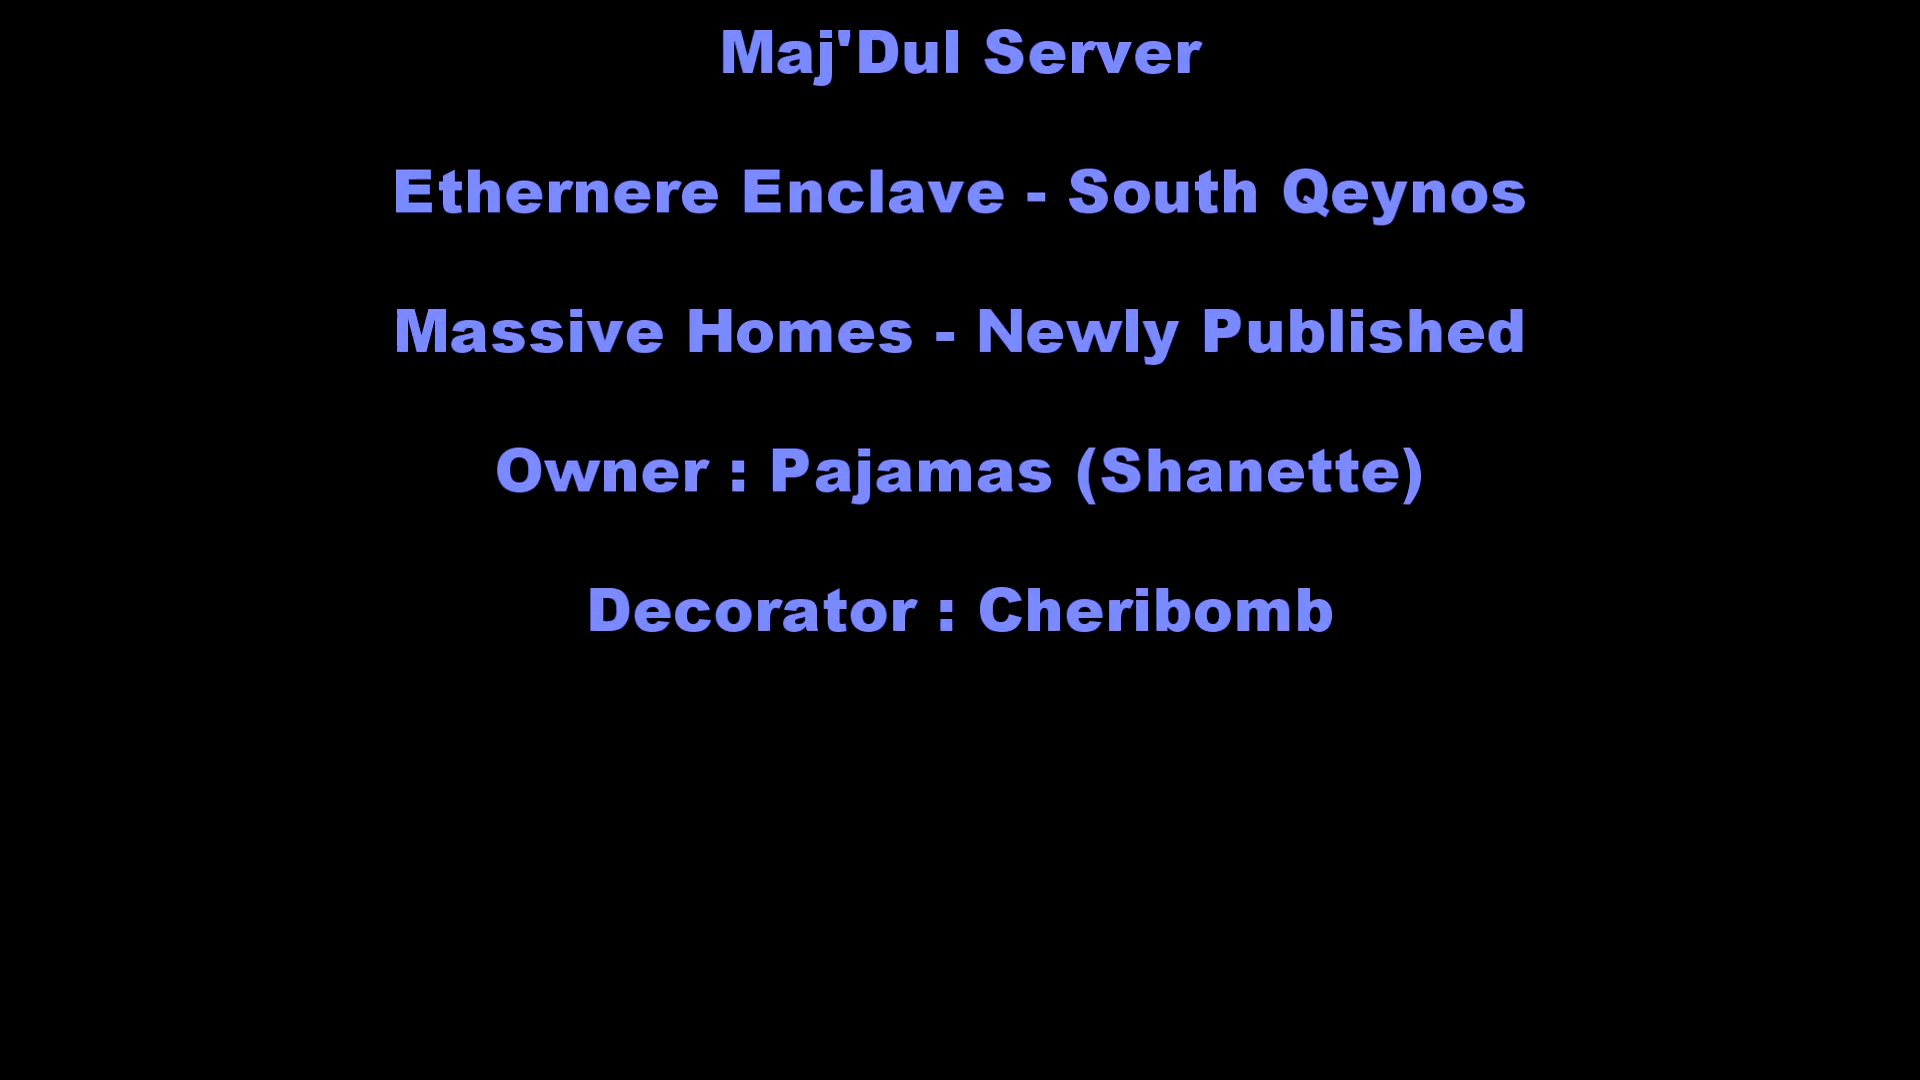 Maj'Dul Server
Ethernere Enclave - South Qeynos
Massive Homes - Newly Published
Owner : Pajamas (Shanette)
Decorator : Cheribomb